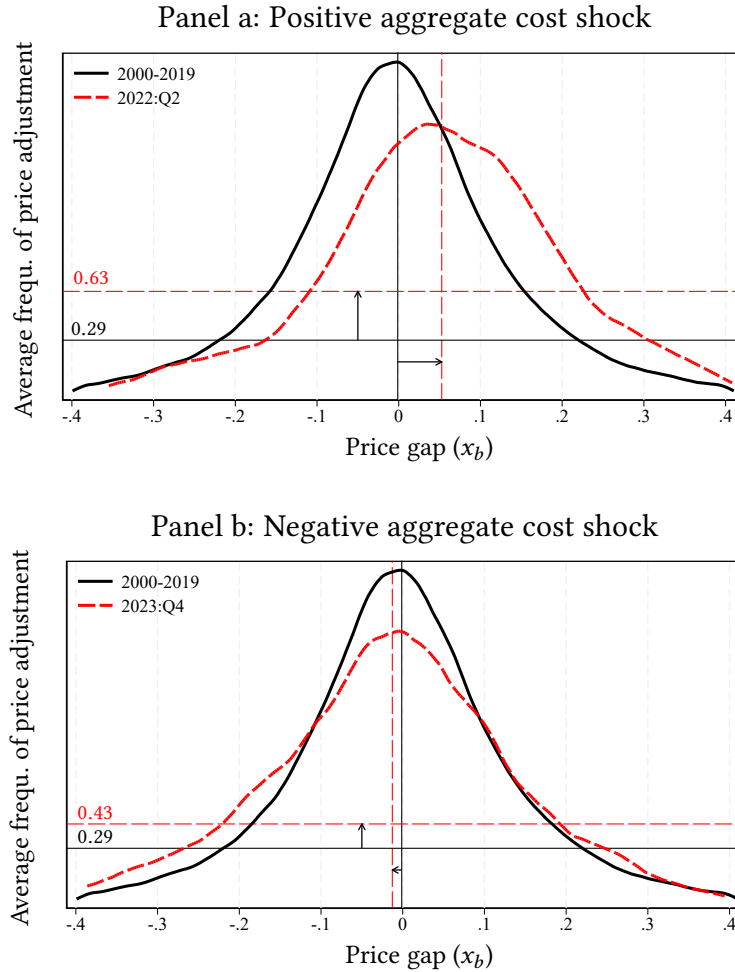 Panel a: Positive aggregate cost shock
Average frequ. of price adjustment
2000-2019
2022:Q2
0.63
0.29
-.4 -.3 -.2 -.1 0 .1 .2 .3 .4
Price gap (x_b)
Panel b: Negative aggregate cost shock
Average frequ. of price adjustment
2000-2019
2023:Q4
0.43
0.29
-.4 -.3 -.2 -.1 0 .1 .2 .3 .4
Price gap (x_b)